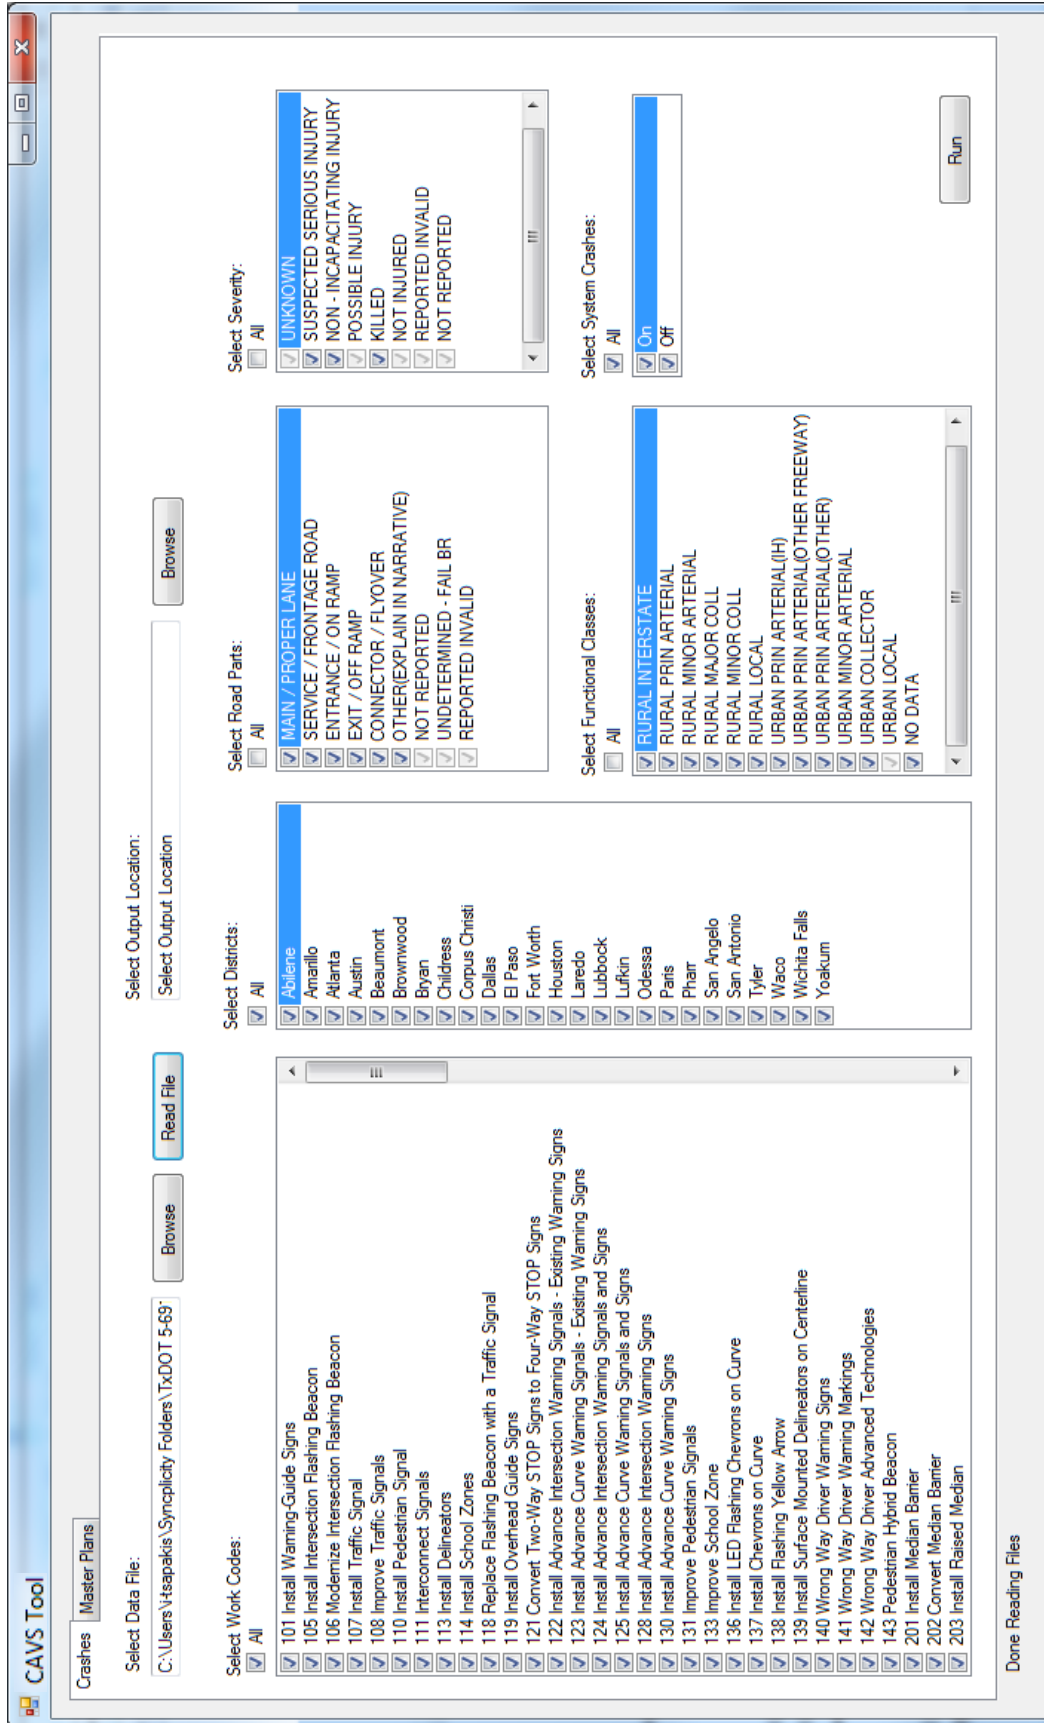 CAVS Tool
Crashes
Master Plans
Select Data File:
C:\Users\i-tsapakis\Syncplicity Folders\TxDOT 5-69
Browse
Read File
Select Output Location:
Select Output Location
Browse
Select Work Codes:
All
101 Install Warning-Guide Signs
105 Install Intersection Flashing Beacon
106 Modernize Intersection Flashing Beacon
107 Install Traffic Signal
108 Improve Traffic Signals
110 Install Pedestrian Signal
111 Interconnect Signals
113 Install Delineators
114 Install School Zones
118 Replace Flashing Beacon with a Traffic Signal
119 Install Overhead Guide Signs
121 Convert Two-Way STOP Signs to Four-Way STOP Signs
122 Install Advance Intersection Warning Signals - Existing Warning Signs
123 Install Advance Curve Warning Signals - Existing Warning Signs
124 Install Advance Intersection Warning Signals and Signs
125 Install Advance Curve Warning Signals and Signs
128 Install Advance Intersection Warning Signs
130 Install Advance Curve Warning Signs
131 Improve Pedestrian Signals
133 Improve School Zone
136 Install LED Flashing Chevrons on Curve
137 Install Chevrons on Curve
138 Install Flashing Yellow Arrow
139 Install Surface Mounted Delineators on Centerline
140 Wrong Way Driver Warning Signs
141 Wrong Way Driver Warning Markings
142 Wrong Way Driver Advanced Technologies
143 Pedestrian Hybrid Beacon
201 Install Median Barrier
202 Convert Median Barrier
203 Install Raised Median
Select Districts:
All
Abilene
Amarillo
Atlanta
Austin
Beaumont
Brownwood
Bryan
Childress
Corpus Christi
Dallas
El Paso
Fort Worth
Houston
Laredo
Lubbock
Lufkin
Odessa
Paris
Pharr
San Angelo
San Antonio
Tyler
Waco
Wichita Falls
Yoakum
Select Road Parts:
All
MAIN / PROPER LANE
SERVICE / FRONTAGE ROAD
ENTRANCE / ON RAMP
EXIT / OFF RAMP
CONNECTOR / FLYOVER
OTHER(EXPLAIN IN NARRATIVE)
NOT REPORTED
UNDETERMINED - FAIL BR
REPORTED INVALID
Select Severity:
All
UNKNOWN
SUSPECTED SERIOUS INJURY
NON - INCAPACITATING INJURY
POSSIBLE INJURY
KILLED
NOT INJURED
REPORTED INVALID
NOT REPORTED
Select Functional Classes:
All
RURAL INTERSTATE
RURAL PRIN ARTERIAL
RURAL MINOR ARTERIAL
RURAL MAJOR COLL
RURAL MINOR COLL
RURAL LOCAL
URBAN PRIN ARTERIAL(IH)
URBAN PRIN ARTERIAL(OTHER FREEWAY)
URBAN PRIN ARTERIAL(OTHER)
URBAN MINOR ARTERIAL
URBAN COLLECTOR
URBAN LOCAL
NO DATA
Select System Crashes:
All
On
Off
Run
Done Reading Files